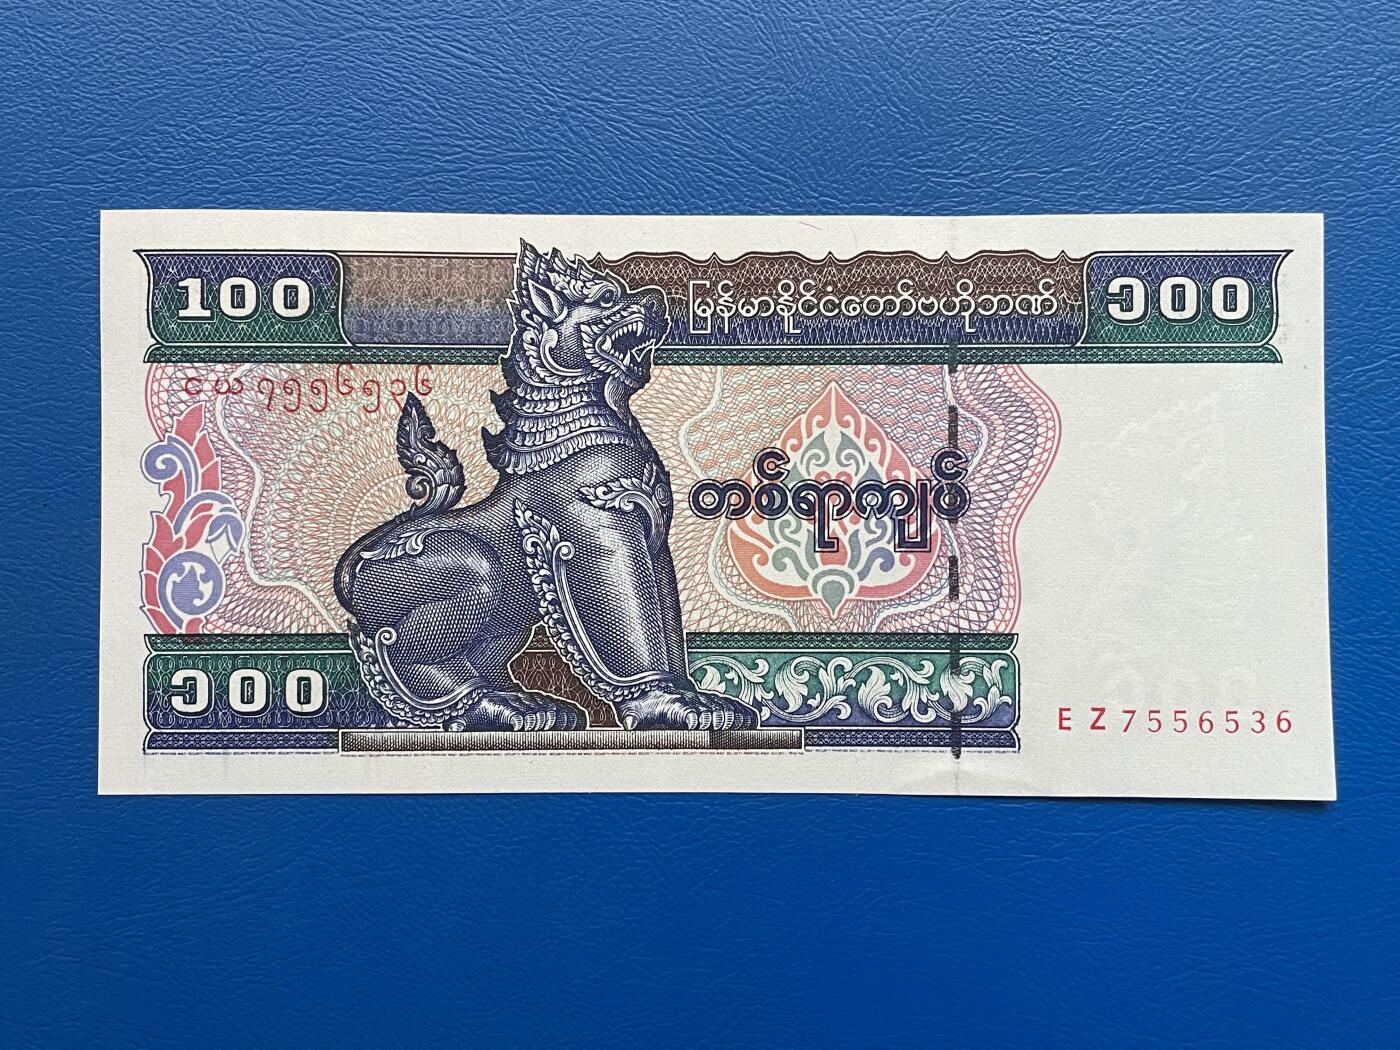 100
မြန်မာနိုင်ငံတော်ဗဟိုဘဏ်
၁၀၀
ငယ ၇၅၅၆၅၃၆
တစ်ရာကျပ်
၁၀၀
EZ7556536